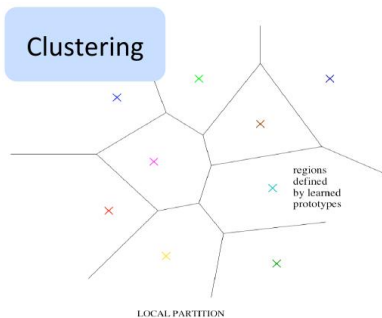 Clustering
regions
defined
by learned
prototypes
LOCAL PARTITION